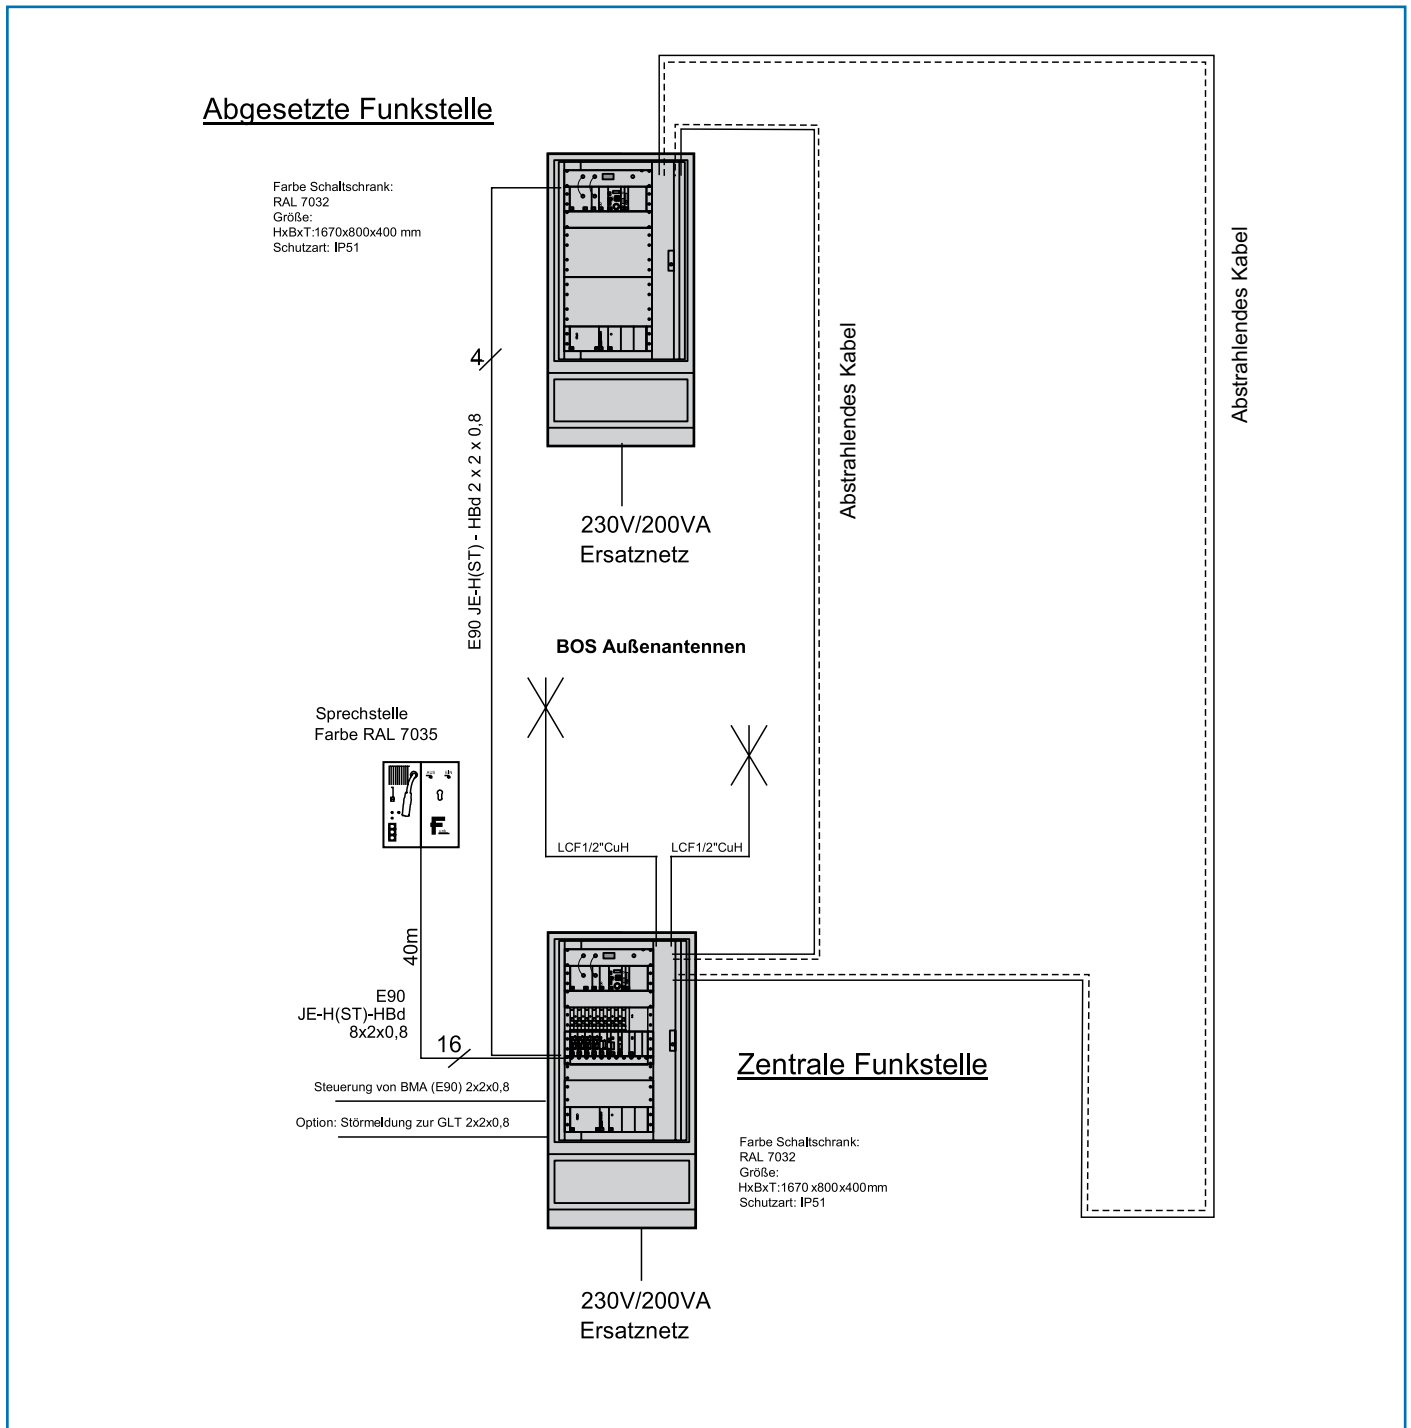 Abgesetzte Funkstelle
Farbe Schaltschrank:
RAL 7032
Größe:
HxBxT:1670x800x400 mm
Schutzart: IP51
4
E90 JE-H(ST) - HBd 2 x 2 x 0,8
Abstrahlendes Kabel
Abstrahlendes Kabel
230V/200VA
Ersatznetz
BOS Außenantennen
Sprechstelle
Farbe RAL 7035
F
LCF1/2"CuH
LCF1/2"CuH
40m
E90
JE-H(ST)-HBd
8x2x0,8
16
Steuerung von BMA (E90) 2x2x0,8
Option: Störmeldung zur GLT 2x2x0,8
Zentrale Funkstelle
Farbe Schaltschrank:
RAL 7032
Größe:
HxBxT:1670x800x400mm
Schutzart: IP51
230V/200VA
Ersatznetz